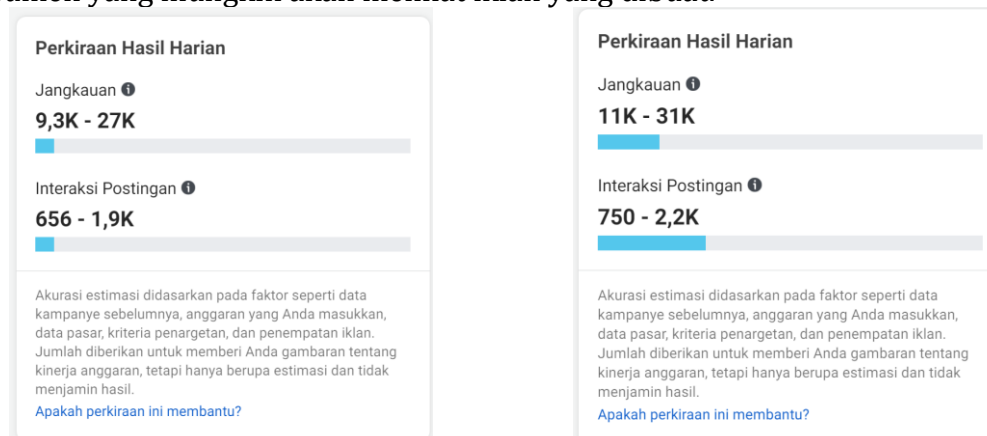 Perkiraan Hasil Harian
Jangkauan
9,3K - 27K
Interaksi Postingan
656 - 1,9K
Akurasi estimasi didasarkan pada faktor seperti data
kampanye sebelumnya, anggaran yang Anda masukkan,
data pasar, kriteria penargetan, dan penempatan iklan.
Jumlah diberikan untuk memberi Anda gambaran tentang
kinerja anggaran, tetapi hanya berupa estimasi dan tidak
menjamin hasil.
Apakah perkiraan ini membantu?
Perkiraan Hasil Harian
Jangkauan
11K - 31K
Interaksi Postingan
750 - 2,2K
Akurasi estimasi didasarkan pada faktor seperti data
kampanye sebelumnya, anggaran yang Anda masukkan,
data pasar, kriteria penargetan, dan penempatan iklan.
Jumlah diberikan untuk memberi Anda gambaran tentang
kinerja anggaran, tetapi hanya berupa estimasi dan tidak
menjamin hasil.
Apakah perkiraan ini membantu?